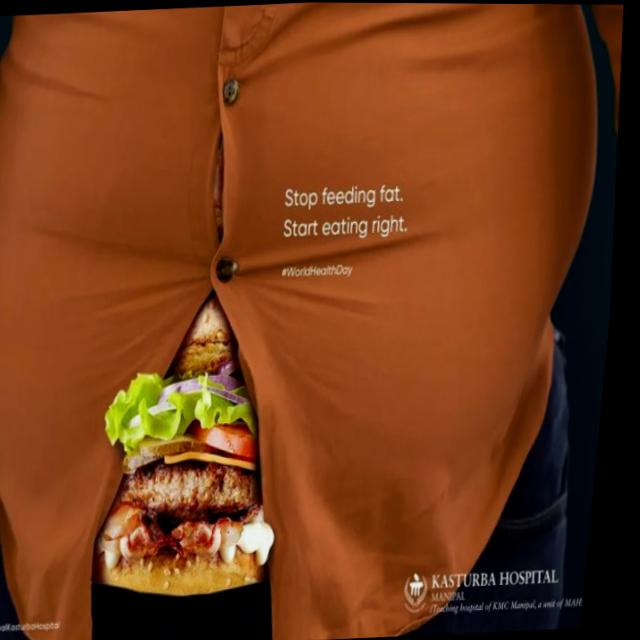 Stop feeding fat.
Start eating right.
#WorldHealthDay
KASTURBA HOSPITAL
MANIPAL
(Teaching hospital of KMC Manipal, a unit of MAHE